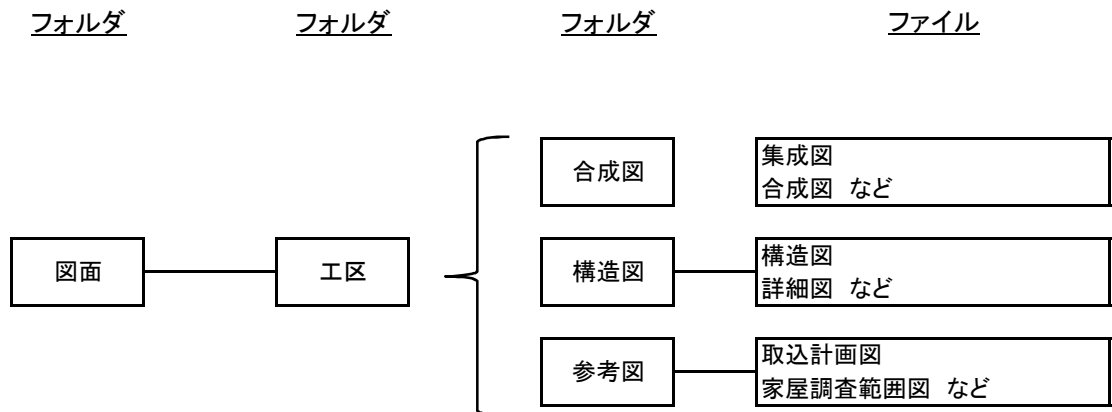 フォルダ
フォルダ
フォルダ
ファイル
合成図
集成図
合成図 など
図面
工区
構造図
構造図
詳細図 など
参考図
取込計画図
家屋調査範囲図 など